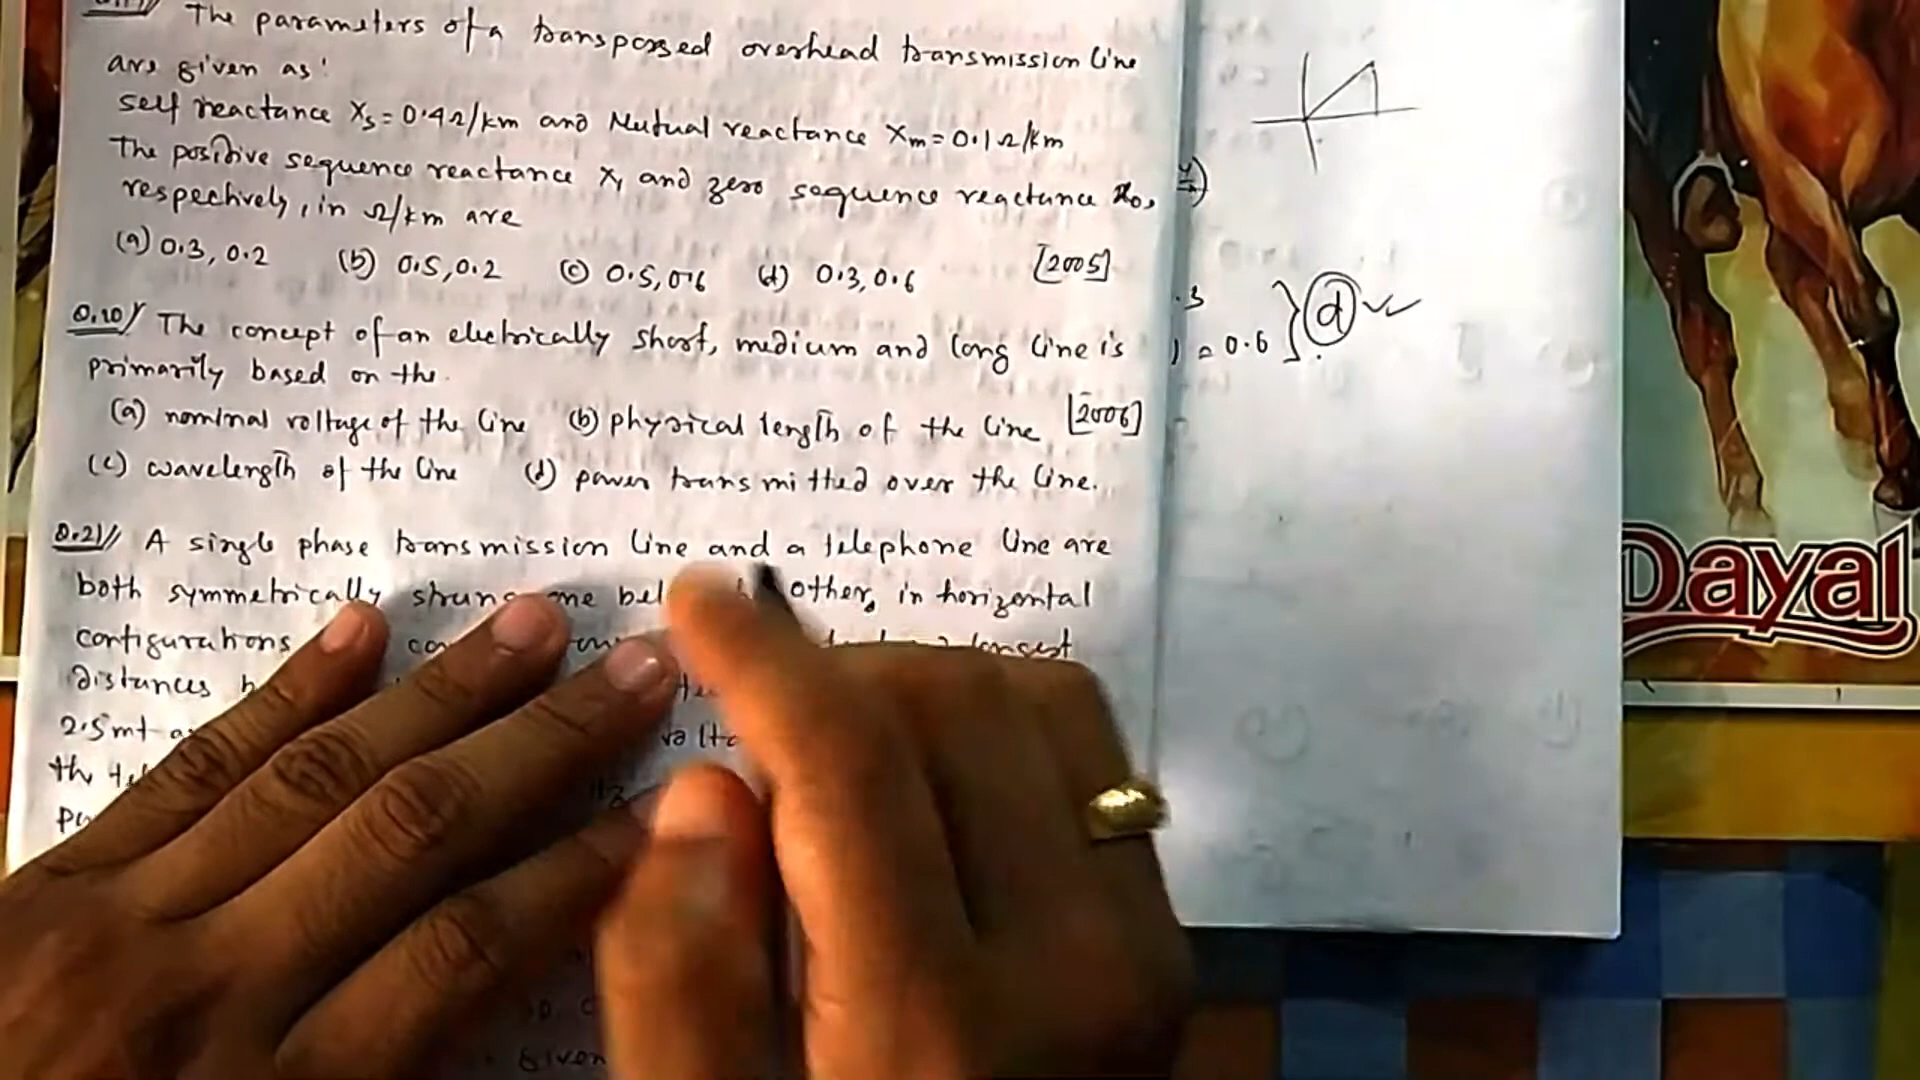 The parameters of a transpossed overhead transmission line
are given as:
self reactance Xs = 0.4Ω/km and Mutual reactance Xm = 0.1Ω/km
The positive sequence reactance X1 and zero sequence reactance X0,
respectively, in Ω/km are
(a) 0.3, 0.2 (b) 0.5, 0.2 (c) 0.5, 0.6 (d) 0.3, 0.6 [2005]
Q.20/ The concept of an electrically short, medium and long line is
primarily based on the
(a) nominal voltage of the line (b) physical length of the line [2006]
(c) wavelength of the line (d) power transmitted over the line.
Q.21// A single phase transmission line and a telephone line are
both symmetrically strung one other, in horizontal
configurations longest
distances
2.5mt
the
given
.3
= 0.6 } (d)
Dayal